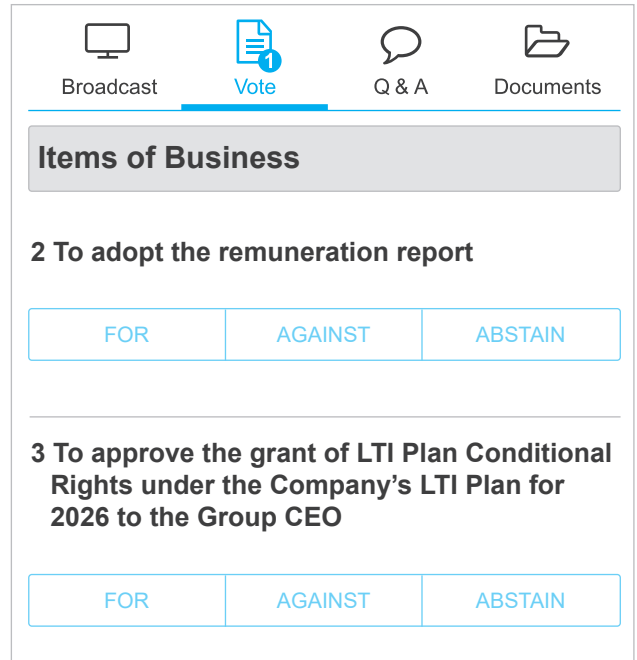 1
Broadcast Vote Q & A Documents
Items of Business
2 To adopt the remuneration report
FOR AGAINST ABSTAIN
3 To approve the grant of LTI Plan Conditional
Rights under the Company’s LTI Plan for
2026 to the Group CEO
FOR AGAINST ABSTAIN